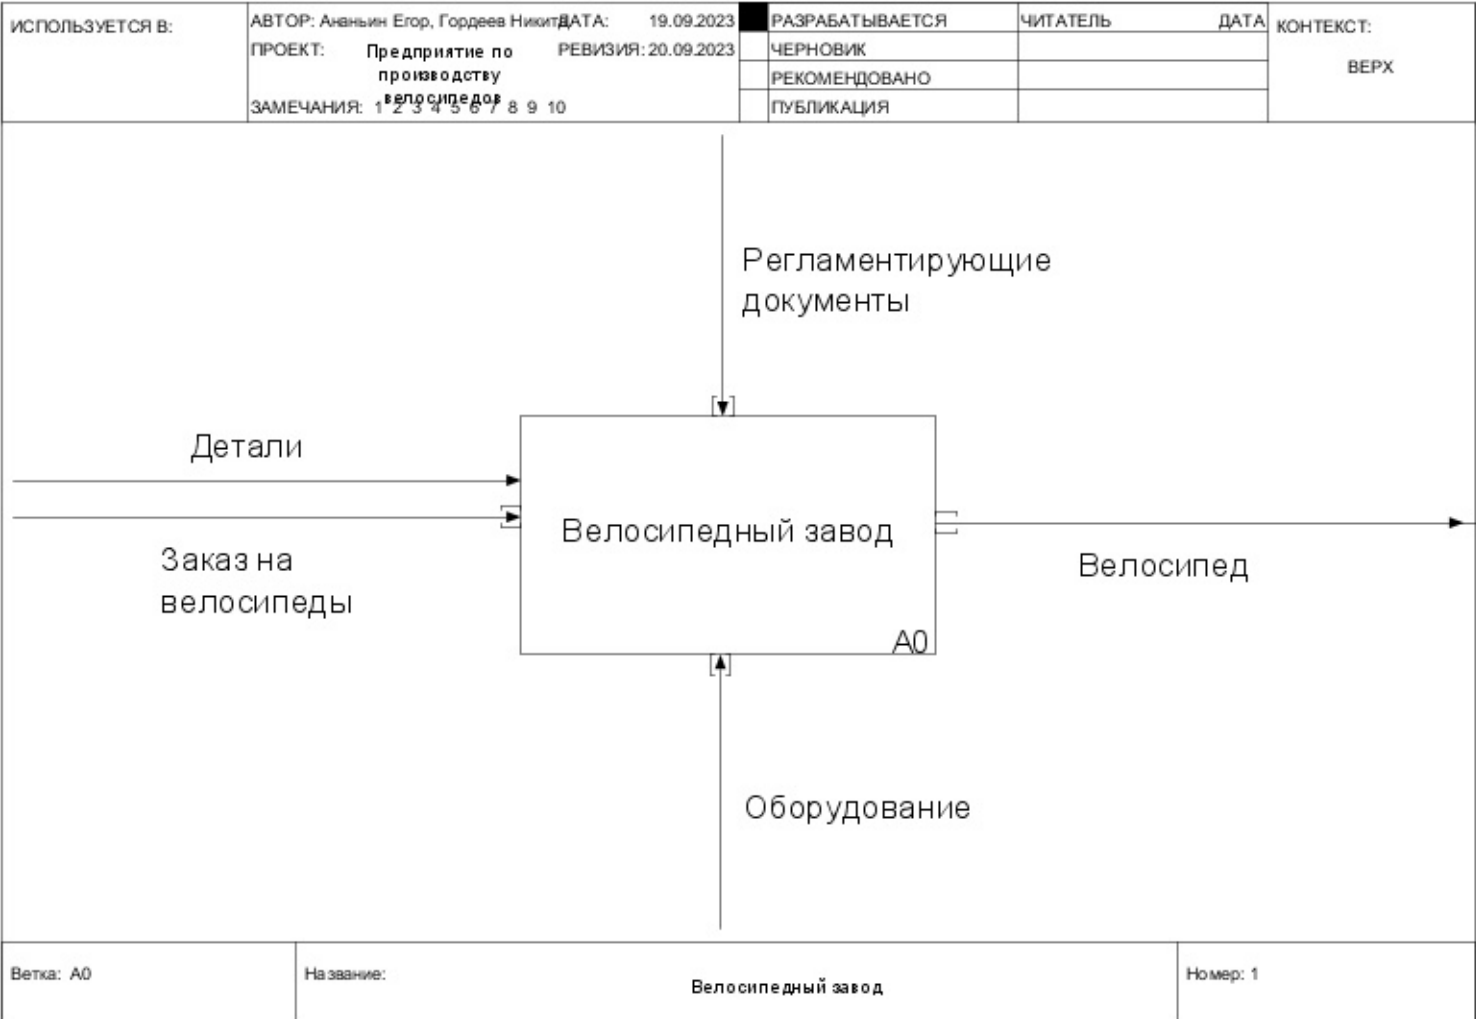 ИСПОЛЬЗУЕТСЯ В:
АВТОР: Ананьин Егор, Гордеев Никита
ДАТА: 19.09.2023
ПРОЕКТ: Предприятие по
производству
велосипедов
РЕВИЗИЯ: 20.09.2023
ЗАМЕЧАНИЯ: 1 2 3 4 5 6 7 8 9 10
РАЗРАБАТЫВАЕТСЯ
ЧЕРНОВИК
РЕКОМЕНДОВАНО
ПУБЛИКАЦИЯ
ЧИТАТЕЛЬ ДАТА
КОНТЕКСТ:
ВЕРХ
Регламентирующие
документы
Детали
Заказ на
велосипеды
Велосипедный завод
A0
Велосипед
Оборудование
Ветка: A0
Название:
Велосипедный завод
Номер: 1